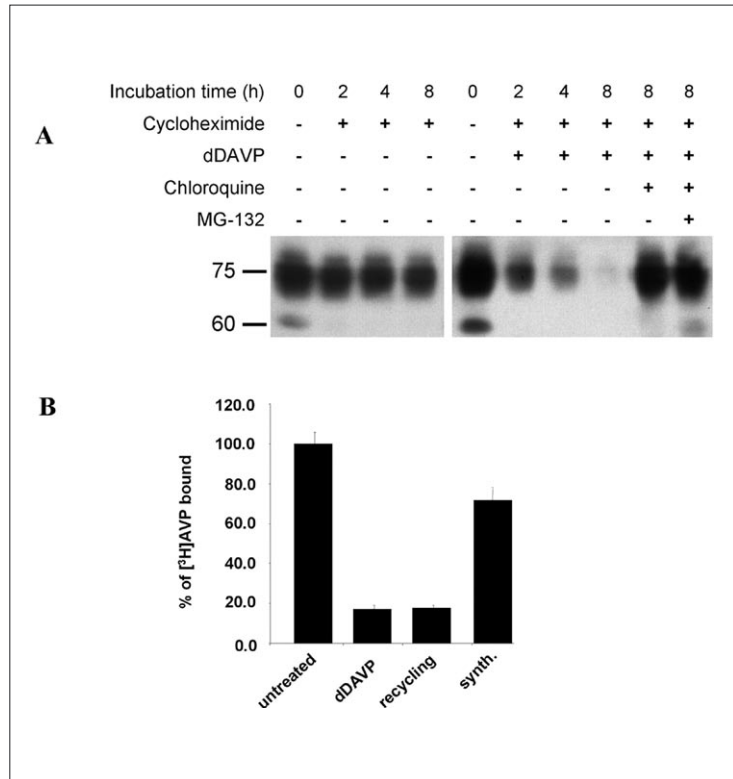 Incubation time (h) 0 2 4 8 0 2 4 8 8 8
A
Cycloheximide - + + + - + + + + +
dDAVP - - - - - + + + + +
Chloroquine - - - - - - - - + +
MG-132 - - - - - - - - - +
75
60
B
120.0
100.0
80.0
60.0
40.0
20.0
0.0
% of [³H]AVP bound
untreated
dDAVP
recycling
synth.